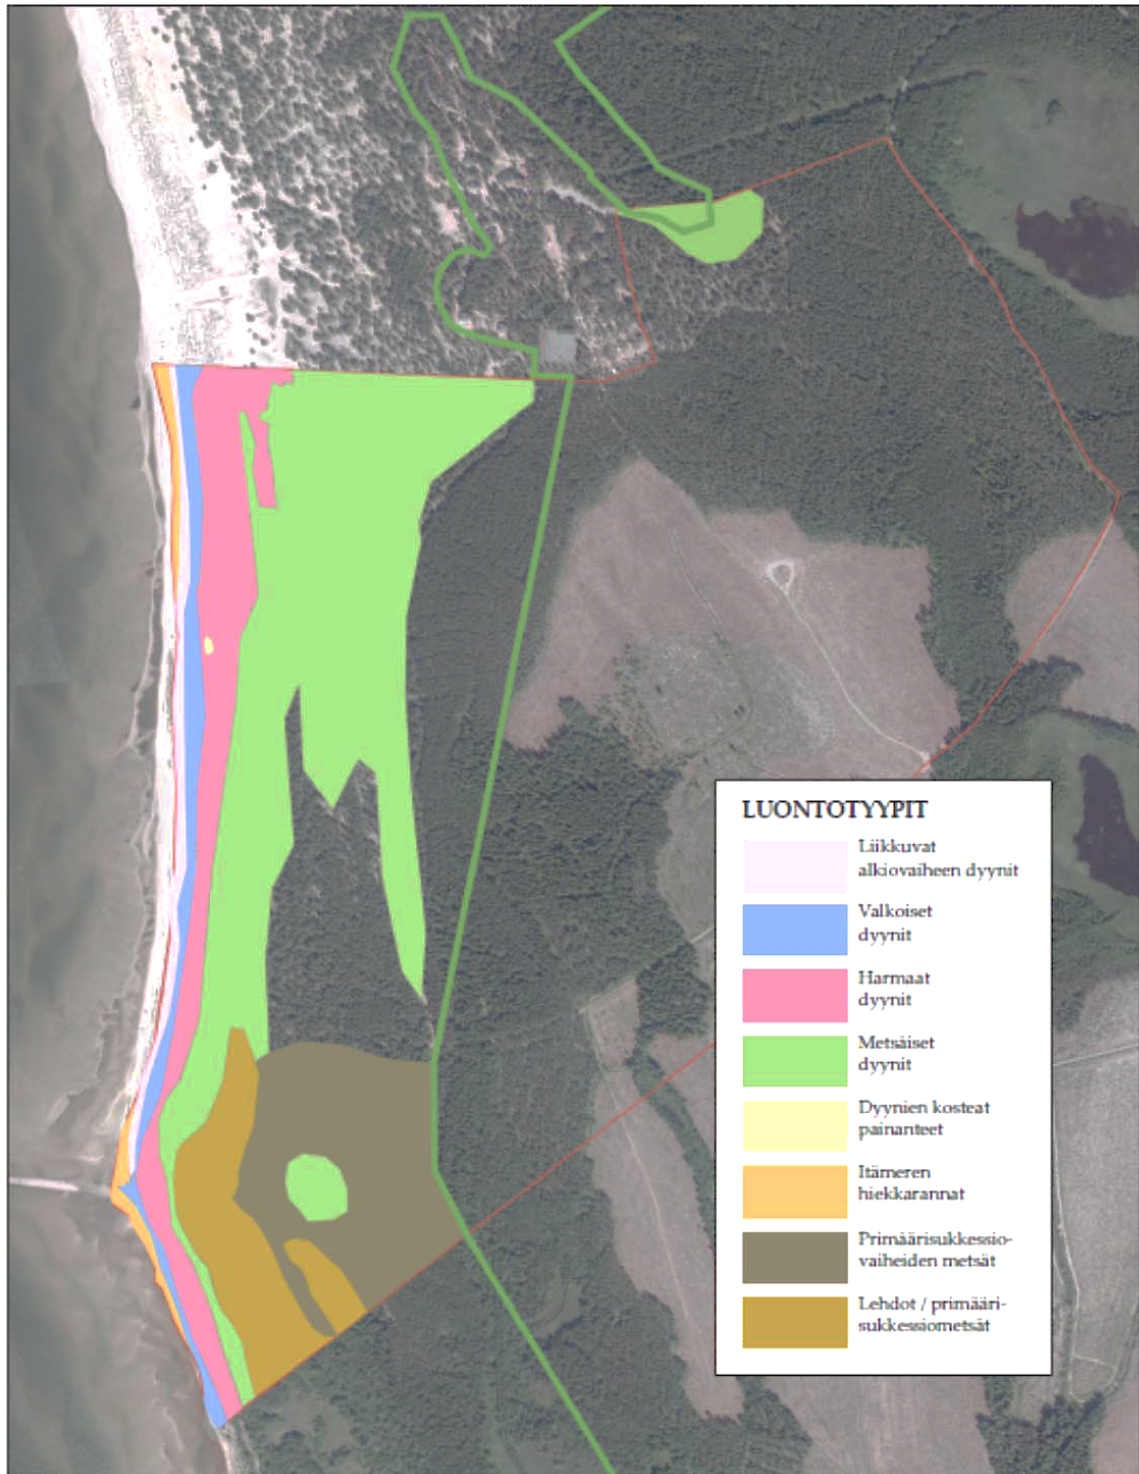 LUONTOTYYPIT
Liikkuvat
alkiovaiheen dyynit
Valkoiset
dyynit
Harmaat
dyynit
Metsäiset
dyynit
Dyynien kosteat
painanteet
Itämeren
hiekkarannat
Primäärisukkessio-
vaiheiden metsät
Lehdot / primääri-
sukkessiometsät